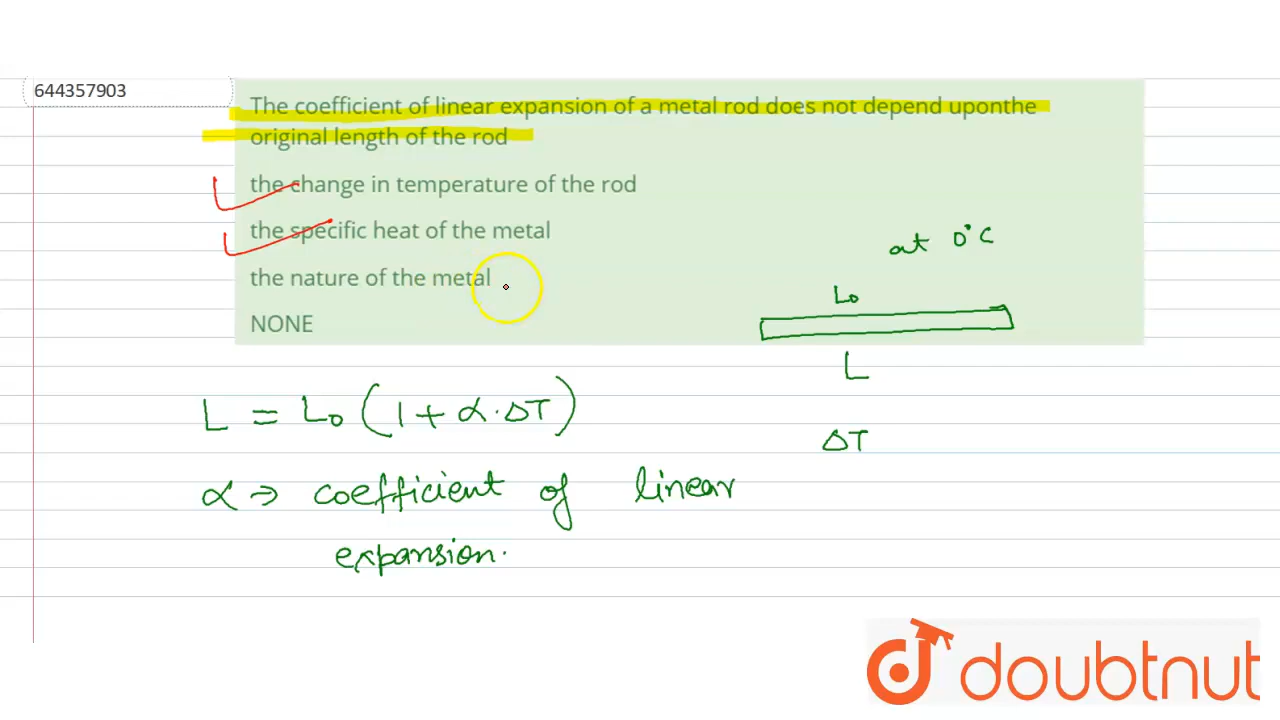 644357903
The coefficient of linear expansion of a metal rod does not depend uponthe
original length of the rod
the change in temperature of the rod
the specific heat of the metal
the nature of the metal
NONE
at 0°C
L₀
L
L = L₀ (1 + α.ΔT)
ΔT
α ⇒ coefficient of linear
expansion.
doubtnut